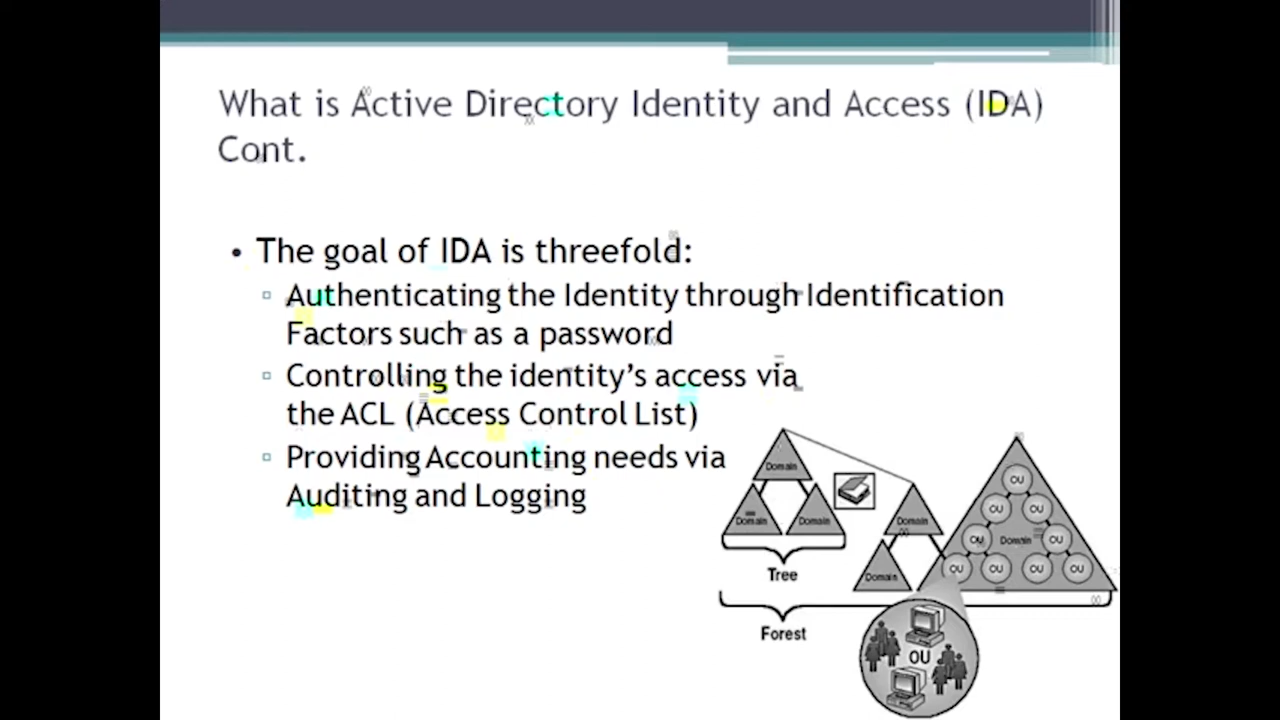 What is Active Directory Identity and Access (IDA)
Cont.
• The goal of IDA is threefold:
▫ Authenticating the Identity through Identification
Factors such as a password
▫ Controlling the identity’s access via
the ACL (Access Control List)
▫ Providing Accounting needs via
Auditing and Logging
Domain
Domain
Domain
Tree
Domain
Domain
OU
OU
OU
OU
Domain
OU
OU
OU
OU
OU
Forest
OU